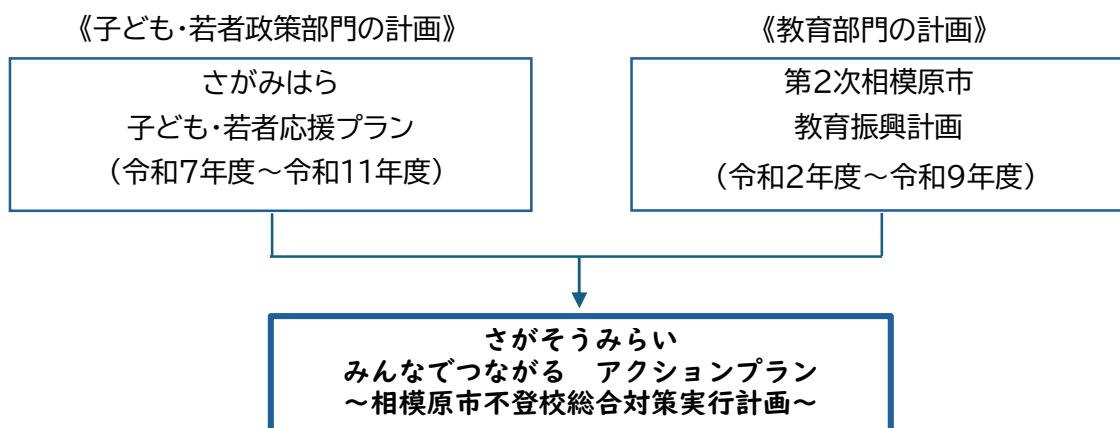 《子ども・若者政策部門の計画》
さがみはら
子ども・若者応援プラン
(令和7年度～令和11年度)
《教育部門の計画》
第2次相模原市
教育振興計画
(令和2年度～令和9年度)
さがそうみらい
みんなでつながる　アクションプラン
～相模原市不登校総合対策実行計画～